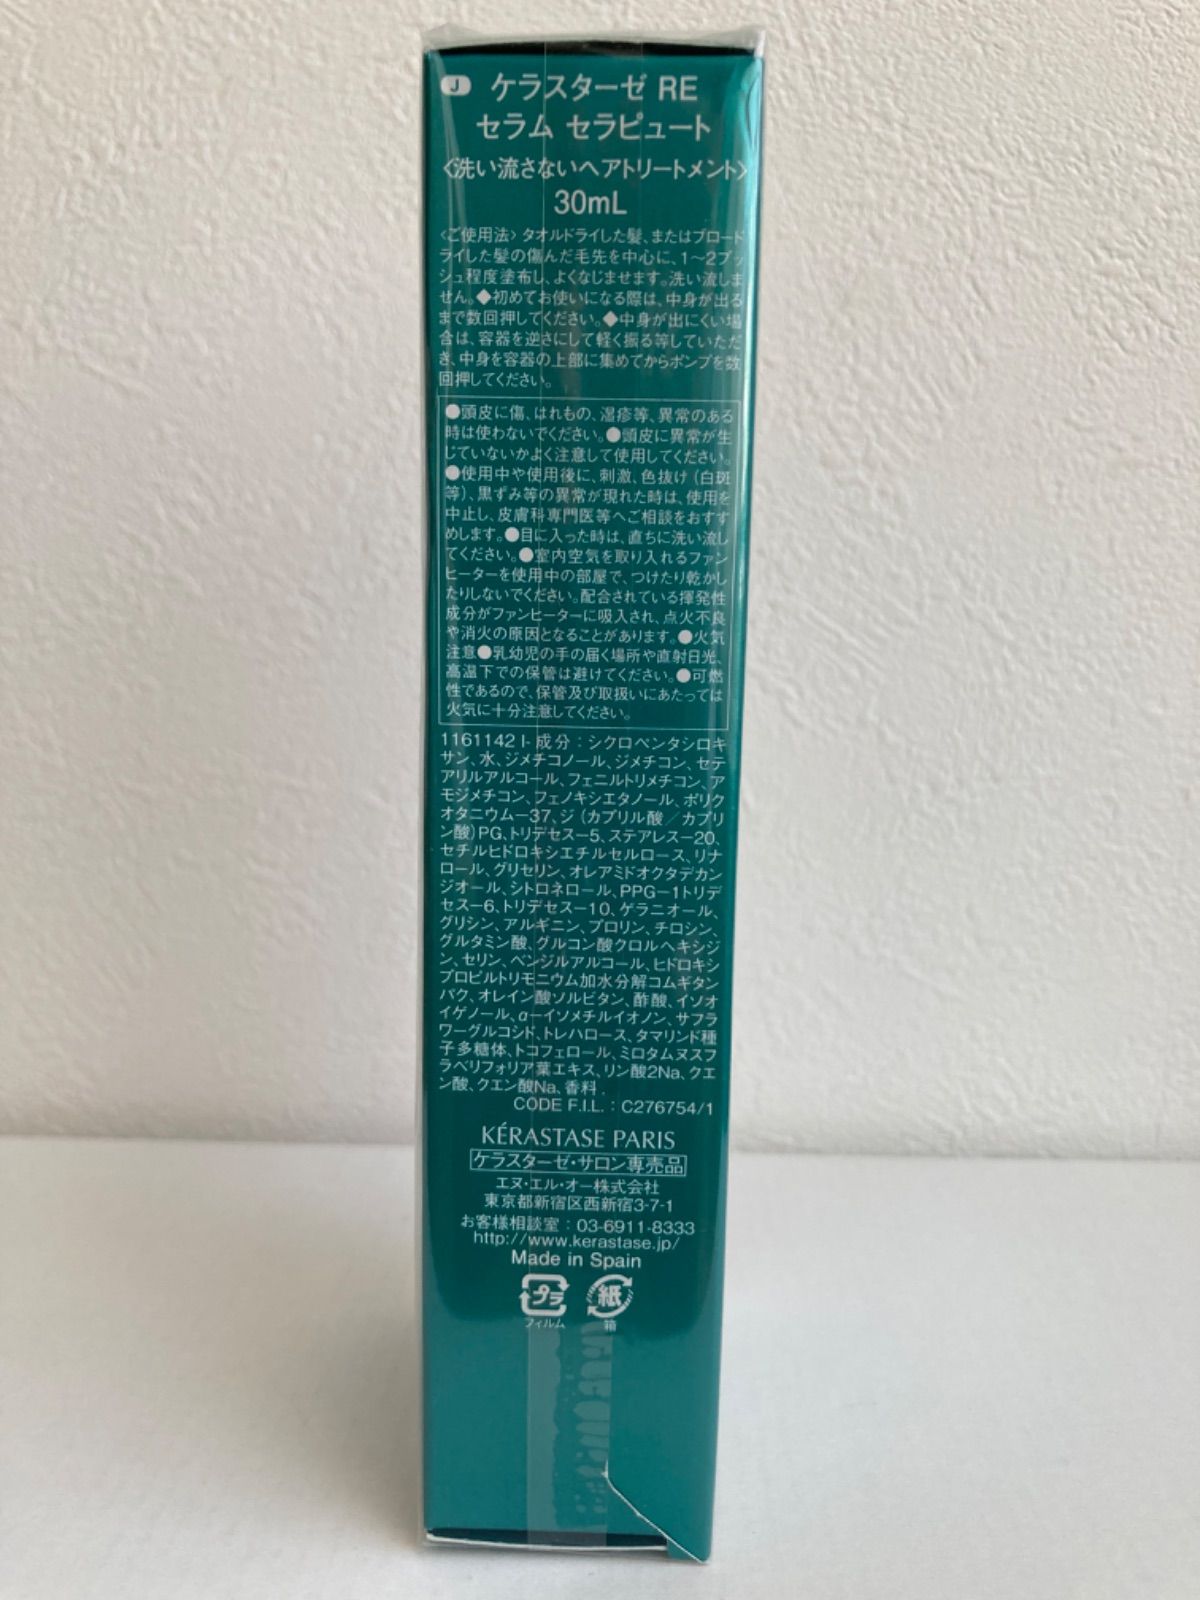 J ケラスターゼ RE
セラム セラピュート
〈洗い流さないヘアトリートメント〉
30mL
〈ご使用法〉タオルドライした髪、またはブロード
ライした髪の傷んだ毛先を中心に、1〜2プッ
シュ程度塗布し、よくなじませます。洗い流しま
せん。◆初めてお使いになる際は、中身が出る
まで数回押してください。◆中身が出にくい場
合は、容器を逆さにして軽く振る等していただ
き、中身を容器の上部に集めてからポンプを数
回押してください。
●頭皮に傷、はれもの、湿疹等、異常のある
時は使わないでください。●頭皮に異常が生
じていないかよく注意して使用してください。
●使用中や使用後に、刺激、色抜け(白斑
等)、黒ずみ等の異常が現れた時は、使用を
中止し、皮膚科専門医等へご相談をおすす
めします。●目に入った時は、直ちに洗い流し
てください。●室内空気を取り入れるファン
ヒーターを使用中の部屋で、つけたり乾かし
たりしないでください。配合されている揮発性
成分がファンヒーターに吸入され、点火不良
や消火の原因となることがあります。●火気
注意●乳幼児の手の届く場所や直射日光、
高温下での保管は避けてください。●可燃
性であるので、保管及び取扱いにあたっては
火気に十分注意してください。
1161142 I- 成分：シクロペンタシロキ
サン、水、ジメチコノール、ジメチコン、セテ
アリルアルコール、フェニルトリメチコン、ア
モジメチコン、フェノキシエタノール、ポリク
オタニウム－37、ジ(カプリル酸／カプリ
ン酸)PG、トリデセス－5、ステアレス－20、
セチルヒドロキシエチルセルロース、リナ
ロール、グリセリン、オレアミドオクタデカン
ジオール、シトロネロール、PPG－1トリデ
セス－6、トリデセス－10、ゲラニオール、
グリシン、アルギニン、プロリン、チロシン、
グルタミン酸、グルコン酸クロルヘキシジ
ン、セリン、ベンジルアルコール、ヒドロキシ
プロピルトリモニウム加水分解コムギタン
パク、オレイン酸ソルビタン、酢酸、イソオ
イゲノール、α－イソメチルイオノン、サフラ
ワーグルコシド、トレハロース、タマリンド種
子多糖体、トコフェロール、ミロタムヌスフ
ラベリフォリア葉エキス、リン酸2Na、クエ
ン酸、クエン酸Na、香料.
CODE F.I.L. : C276754/1
KÉRASTASE PARIS
ケラスターゼ・サロン専売品
エヌ・エル・オー株式会社
東京都新宿区西新宿3-7-1
お客様相談室：03-6911-8333
http://www.kerastase.jp/
Made in Spain
プラ 紙
フィルム 箱